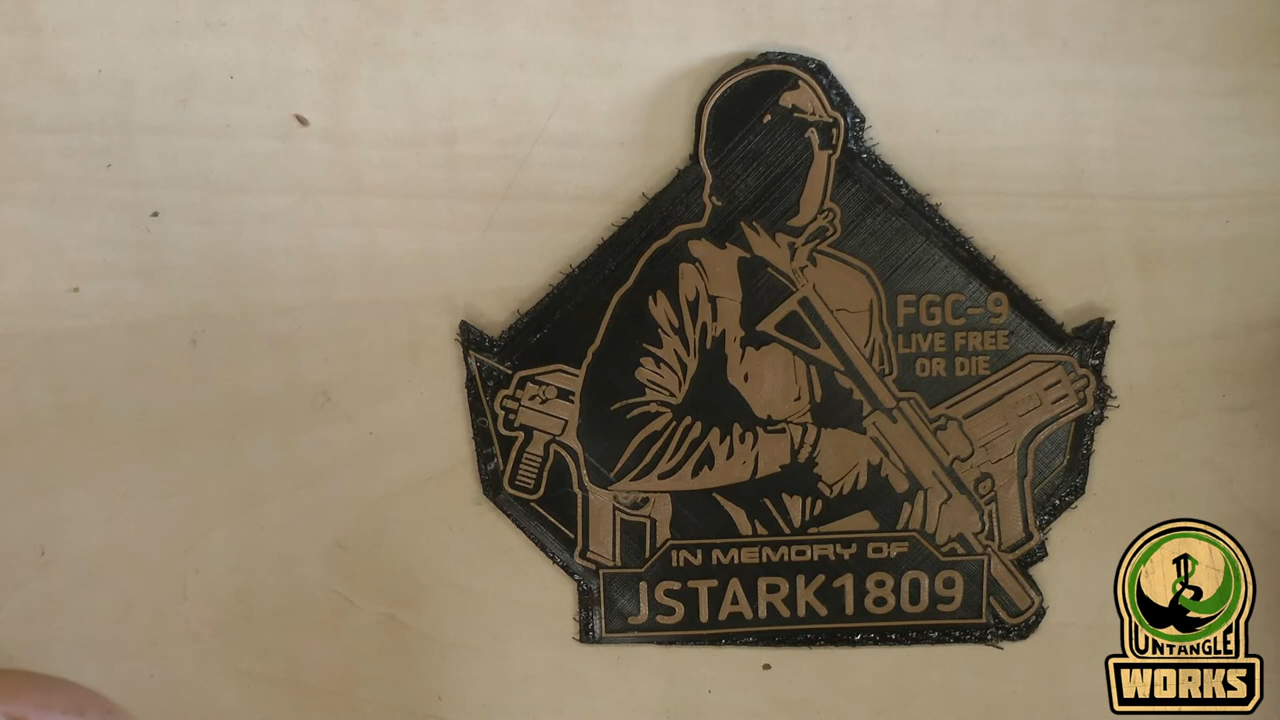 FGC-9
LIVE FREE
OR DIE
IN MEMORY OF
JSTARK1809
UNTANGLE
WORKS